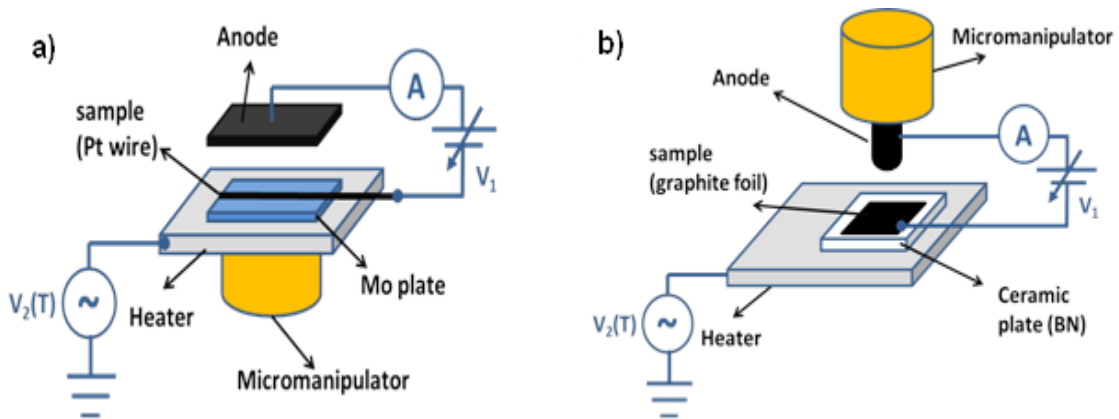 a)
Anode
A
sample
(Pt wire)
V₁
V₂(T)
~
Heater
Mo plate
Micromanipulator
b)
Micromanipulator
Anode
A
sample
(graphite foil)
V₁
V₂(T)
~
Heater
Ceramic
plate (BN)